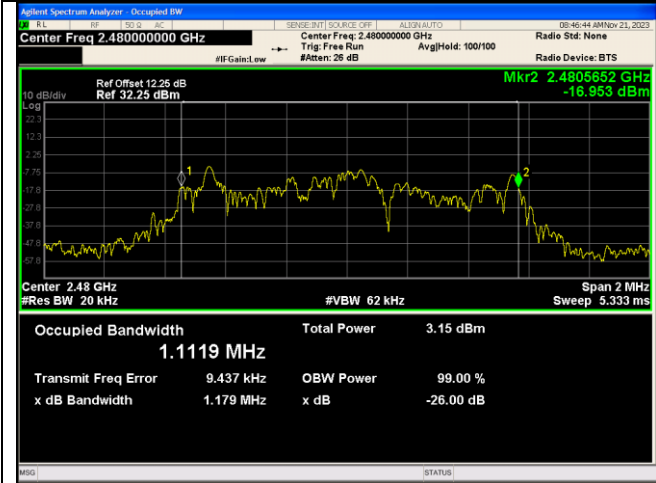 Agilent Spectrum Analyzer - Occupied BW
RL RF 50 Ω AC SENSE:INT SOURCE OFF ALIGN AUTO 08:46:44 AM Nov 21, 2023
Center Freq 2.480000000 GHz Center Freq: 2.480000000 GHz Radio Std: None
Trig: Free Run Avg|Hold: 100/100
#IFGain:Low #Atten: 26 dB Radio Device: BTS
Mkr2 2.4805652 GHz
Ref Offset 12.25 dB
10 dB/div Ref 32.25 dBm -16.953 dBm
Log
22.3
12.3
2.25
-7.75
1
2
-17.8
-27.8
-37.8
-47.8
-57.8
Center 2.48 GHz Span 2 MHz
#Res BW 20 kHz #VBW 62 kHz Sweep 5.333 ms
Occupied Bandwidth Total Power 3.15 dBm
1.1119 MHz
Transmit Freq Error 9.437 kHz OBW Power 99.00 %
x dB Bandwidth 1.179 MHz x dB -26.00 dB
MSG STATUS